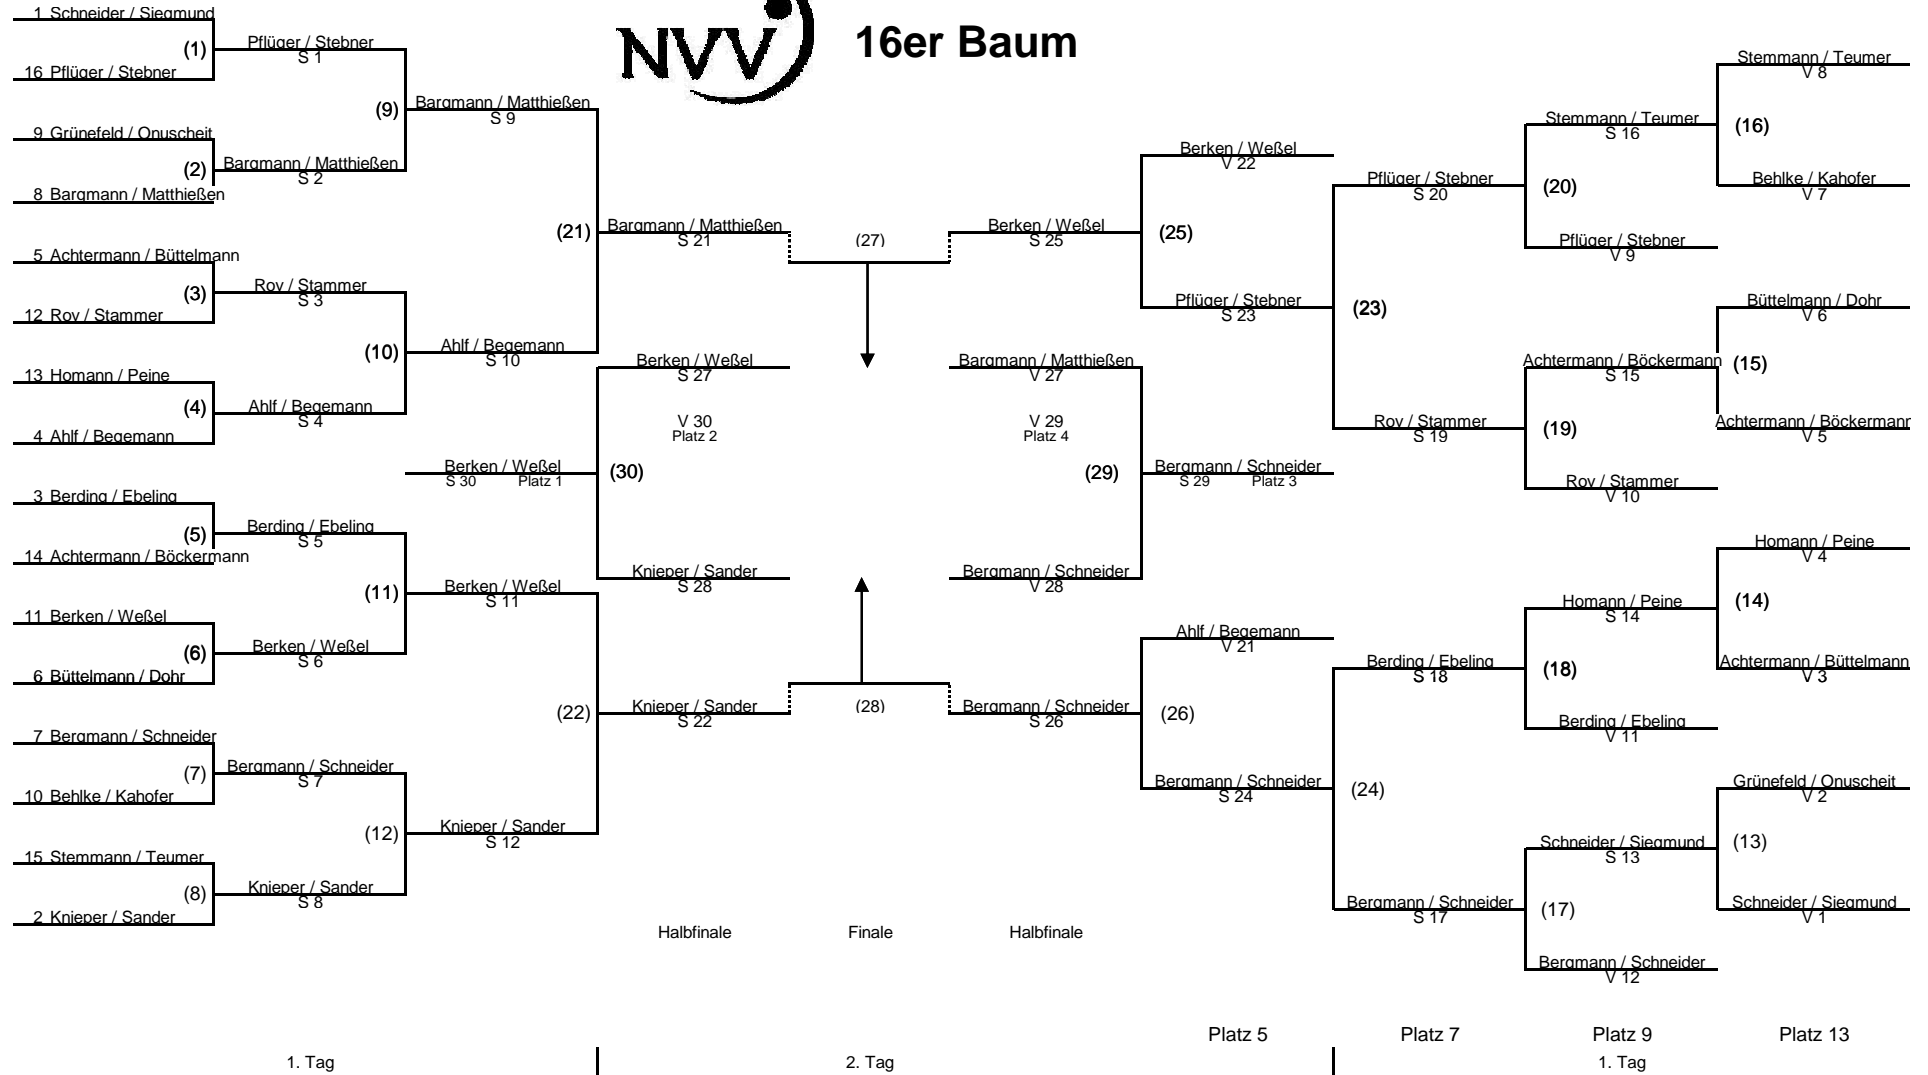 NVV
16er Baum
1 Schneider / Siegmund
(1)
Pflüger / Stebner
S 1
16 Pflüger / Stebner
(9)
Bargmann / Matthießen
S 9
9 Grünefeld / Onuscheit
(2)
Bargmann / Matthießen
S 2
8 Bargmann / Matthießen
(21)
Bargmann / Matthießen
S 21
5 Achtermann / Büttelmann
(3)
Roy / Stammer
S 3
12 Roy / Stammer
(10)
Ahlf / Begemann
S 10
13 Homann / Peine
(4)
Ahlf / Begemann
S 4
4 Ahlf / Begemann
Berken / Weßel
S 30 Platz 1
3 Berding / Ebeling
(5)
Berding / Ebeling
S 5
14 Achtermann / Böckermann
(11)
Berken / Weßel
S 11
11 Berken / Weßel
(6)
Berken / Weßel
S 6
6 Büttelmann / Dohr
(22)
Knieper / Sander
S 22
7 Bergmann / Schneider
(7)
Bergmann / Schneider
S 7
10 Behlke / Kahofer
(12)
Knieper / Sander
S 12
15 Stemmann / Teumer
(8)
Knieper / Sander
S 8
2 Knieper / Sander
(27)
Berken / Weßel
S 27
V 30
Platz 2
(30)
Knieper / Sander
S 28
(28)
Berken / Weßel
S 25
Bargmann / Matthießen
V 27
V 29
Platz 4
(29)
Bergmann / Schneider
S 29 Platz 3
Bergmann / Schneider
V 28
Bergmann / Schneider
S 26
Berken / Weßel
V 22
(25)
Pflüger / Stebner
S 23
Ahlf / Begemann
V 21
(26)
Bergmann / Schneider
S 24
Pflüger / Stebner
S 20
(23)
Roy / Stammer
S 19
Berding / Ebeling
S 18
(24)
Bergmann / Schneider
S 17
Stemmann / Teumer
S 16
(20)
Pflüger / Stebner
V 9
Achtermann / Böckermann
S 15
(19)
Roy / Stammer
V 10
Homann / Peine
S 14
(18)
Berding / Ebeling
V 11
Schneider / Siegmund
S 13
(17)
Bergmann / Schneider
V 12
Stemmann / Teumer
V 8
(16)
Behlke / Kahofer
V 7
Büttelmann / Dohr
V 6
(15)
Achtermann / Böckermann
V 5
Homann / Peine
V 4
(14)
Achtermann / Büttelmann
V 3
Grünefeld / Onuscheit
V 2
(13)
Schneider / Siegmund
V 1
Halbfinale Finale Halbfinale
Platz 5 Platz 7 Platz 9 Platz 13
1. Tag 2. Tag 1. Tag